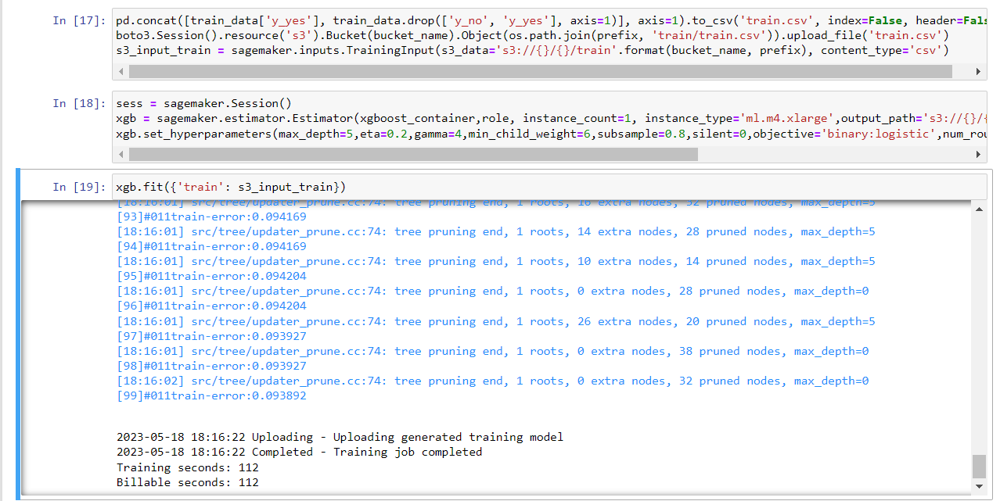 In [17]: pd.concat([train_data['y_yes'], train_data.drop(['y_no', 'y_yes'], axis=1)], axis=1).to_csv('train.csv', index=False, header=Fals
boto3.Session().resource('s3').Bucket(bucket_name).Object(os.path.join(prefix, 'train/train.csv')).upload_file('train.csv')
s3_input_train = sagemaker.inputs.TrainingInput(s3_data='s3://{}/{}/train'.format(bucket_name, prefix), content_type='csv')
In [18]: sess = sagemaker.Session()
xgb = sagemaker.estimator.Estimator(xgboost_container,role, instance_count=1, instance_type='ml.m4.xlarge',output_path='s3://{}/{
xgb.set_hyperparameters(max_depth=5,eta=0.2,gamma=4,min_child_weight=6,subsample=0.8,silent=0,objective='binary:logistic',num_rou
In [19]: xgb.fit({'train': s3_input_train})
[18:16:01] src/tree/updater_prune.cc:74: tree pruning end, 1 roots, extra nodes, pruned nodes, max_depth=5
[93]#011train-error:0.094169
[18:16:01] src/tree/updater_prune.cc:74: tree pruning end, 1 roots, 14 extra nodes, 28 pruned nodes, max_depth=5
[94]#011train-error:0.094169
[18:16:01] src/tree/updater_prune.cc:74: tree pruning end, 1 roots, 10 extra nodes, 14 pruned nodes, max_depth=5
[95]#011train-error:0.094204
[18:16:01] src/tree/updater_prune.cc:74: tree pruning end, 1 roots, 0 extra nodes, 28 pruned nodes, max_depth=0
[96]#011train-error:0.094204
[18:16:01] src/tree/updater_prune.cc:74: tree pruning end, 1 roots, 26 extra nodes, 20 pruned nodes, max_depth=5
[97]#011train-error:0.093927
[18:16:01] src/tree/updater_prune.cc:74: tree pruning end, 1 roots, 0 extra nodes, 38 pruned nodes, max_depth=0
[98]#011train-error:0.093927
[18:16:02] src/tree/updater_prune.cc:74: tree pruning end, 1 roots, 0 extra nodes, 32 pruned nodes, max_depth=0
[99]#011train-error:0.093892
2023-05-18 18:16:22 Uploading - Uploading generated training model
2023-05-18 18:16:22 Completed - Training job completed
Training seconds: 112
Billable seconds: 112